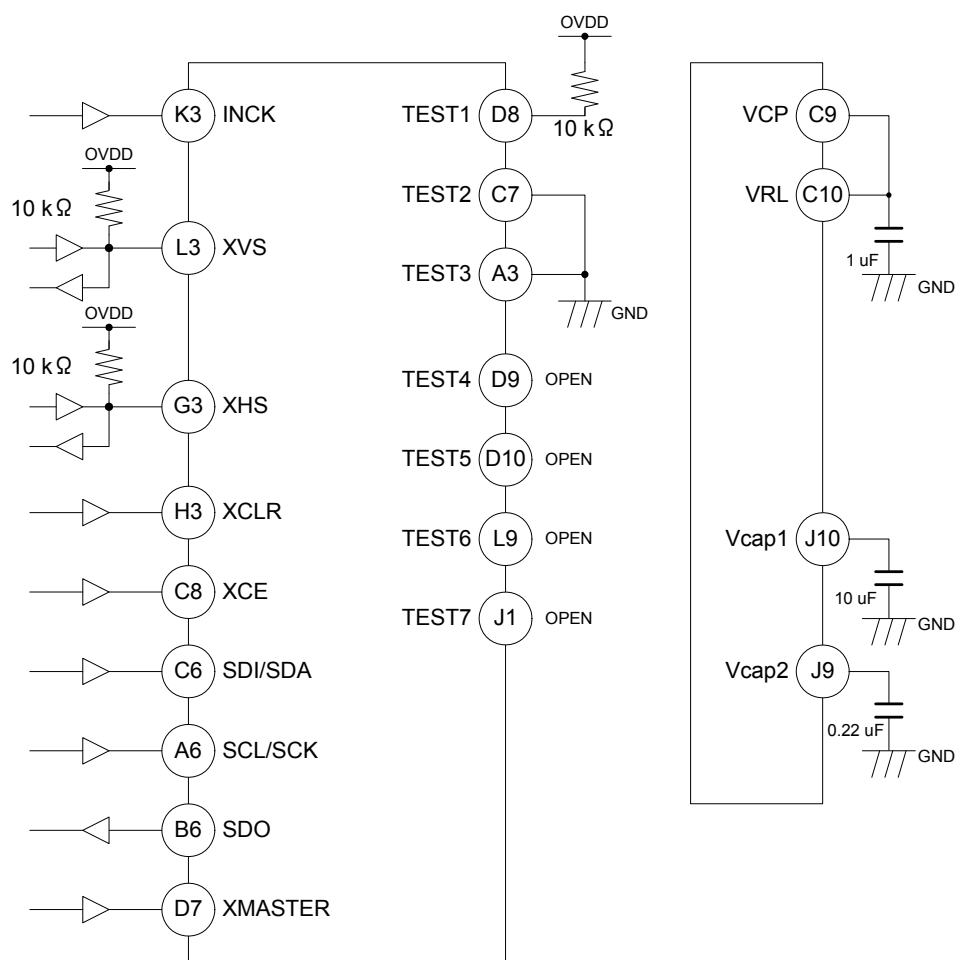 OVDD
K3 INCK
TEST1 D8
10 kΩ
VCP C9
OVDD
10 kΩ
L3 XVS
TEST2 C7
VRL C10
1 uF
GND
TEST3 A3
GND
OVDD
10 kΩ
G3 XHS
TEST4 D9 OPEN
TEST5 D10 OPEN
H3 XCLR
TEST6 L9 OPEN
Vcap1 J10
10 uF
GND
C8 XCE
TEST7 J1 OPEN
C6 SDI/SDA
Vcap2 J9
0.22 uF
GND
A6 SCL/SCK
B6 SDO
D7 XMASTER